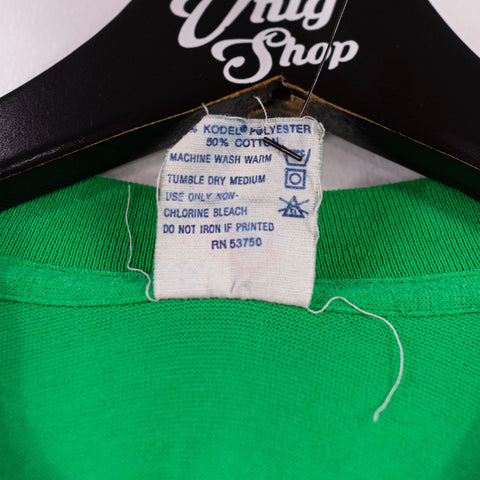 Shop
% KODEL® POLYESTER
50% COTTON
MACHINE WASH WARM
TUMBLE DRY MEDIUM
USE ONLY NON-
CHLORINE BLEACH
DO NOT IRON IF PRINTED
RN 53750